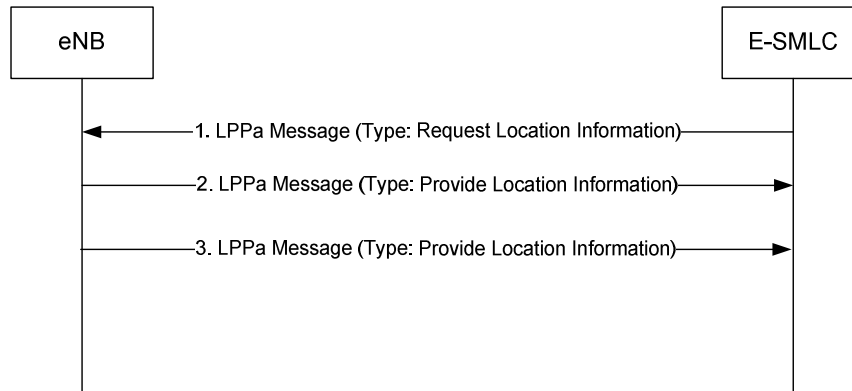 eNB
E-SMLC
1. LPPa Message (Type: Request Location Information)
2. LPPa Message (Type: Provide Location Information)
3. LPPa Message (Type: Provide Location Information)